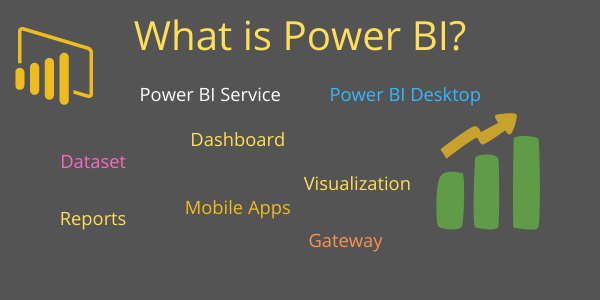 What is Power BI?
Power BI Service
Power BI Desktop
Dashboard
Dataset
Visualization
Mobile Apps
Reports
Gateway